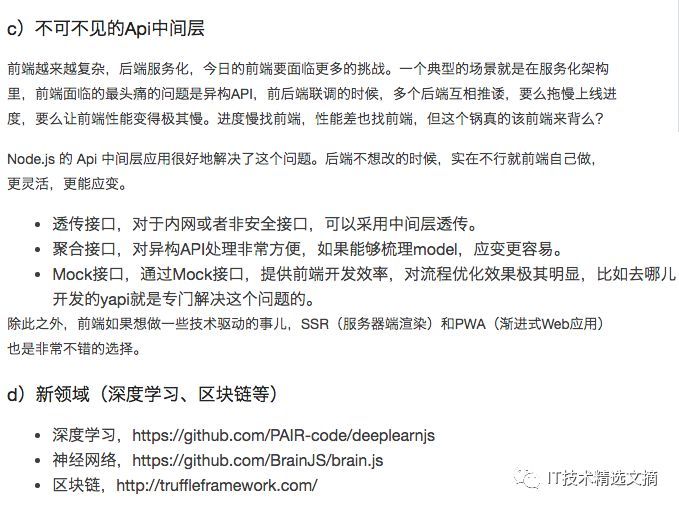 c）不可不见的Api中间层
前端越来越复杂，后端服务化，今日的前端要面临更多的挑战。一个典型的场景就是在服务化架构
里，前端面临的最头痛的问题是异构API，前后端联调的时候，多个后端互相推诿，要么拖慢上线进
度，要么让前端性能变得极其慢。进度慢找前端，性能差也找前端，但这个锅真的该前端来背么？
Node.js 的 Api 中间层应用很好地解决了这个问题。后端不想改的时候，实在不行就前端自己做，
更灵活，更能应变。
• 透传接口，对于内网或者非安全接口，可以采用中间层透传。
• 聚合接口，对异构API处理非常方便，如果能够梳理model，应变更容易。
• Mock接口，通过Mock接口，提供前端开发效率，对流程优化效果极其明显，比如去哪儿
开发的yapi就是专门解决这个问题的。
除此之外，前端如果想做一些技术驱动的事儿，SSR（服务器端渲染）和PWA（渐进式Web应用）
也是非常不错的选择。
d）新领域（深度学习、区块链等）
• 深度学习，https://github.com/PAIR-code/deeplearnjs
• 神经网络，https://github.com/BrainJS/brain.js
• 区块链，http://truffleframework.com/
IT技术精选文摘